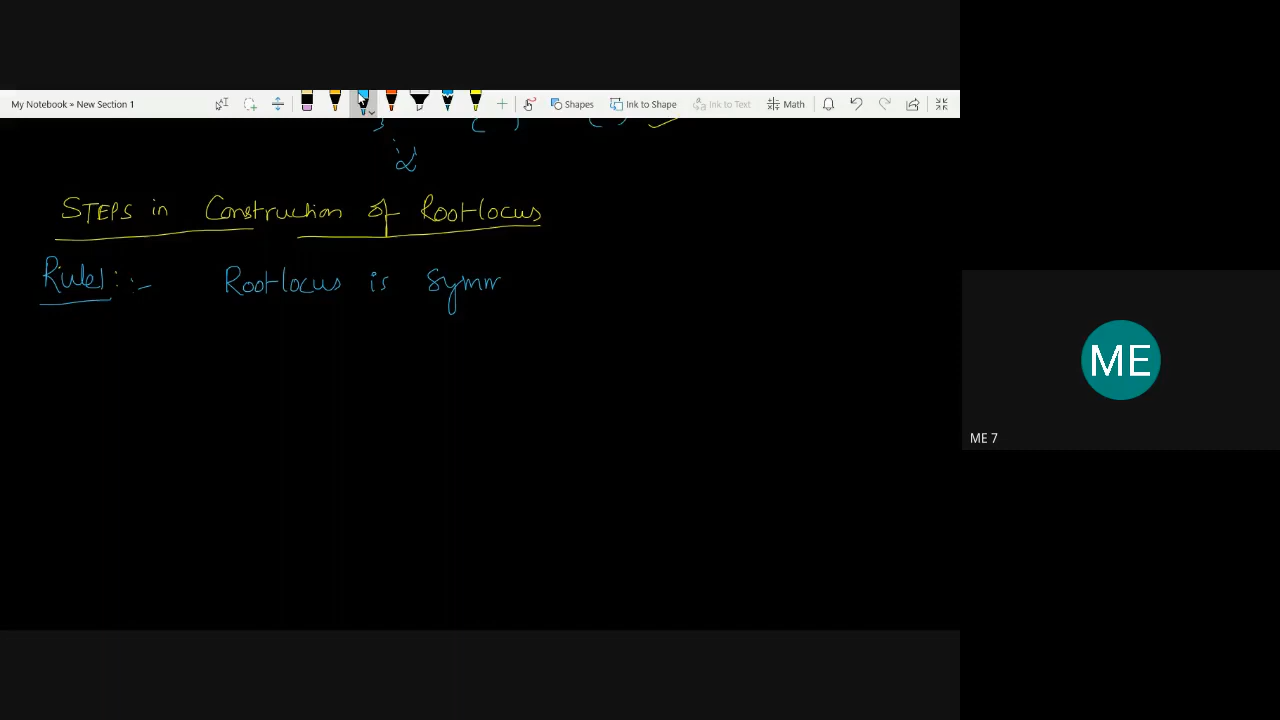 My Notebook » New Section 1
Shapes Ink to Shape Ink to Text Math
α
STEPS in Construction of Rootlocus
Rule1:- Rootlocus is Symm
ME
ME 7